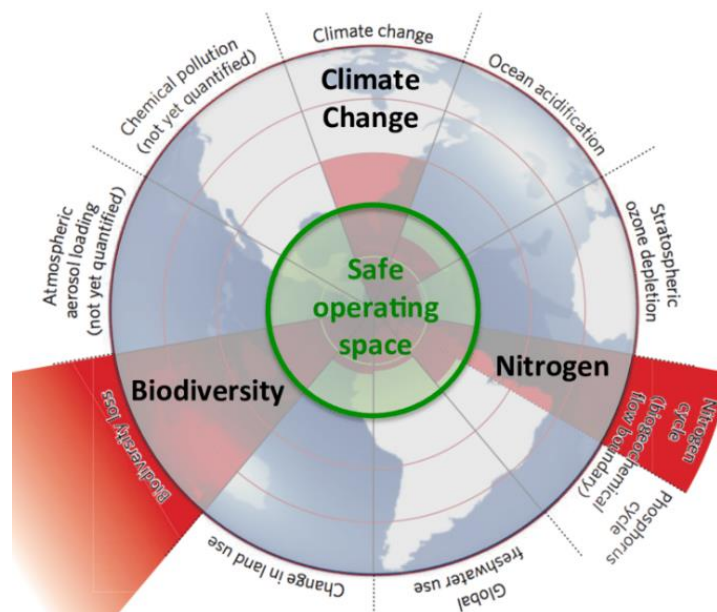 Climate change
Climate
Change
Ocean acidification
Stratospheric
ozone depletion
Nitrogen
Nitrogen
cycle
(biogeochemical
flow boundary)
Phosphorus
cycle
Global
freshwater use
Change in land use
Biodiversity
Biodiversity loss
Atmospheric
aerosol loading
(not yet quantified)
Chemical pollution
(not yet quantified)
Safe
operating
space